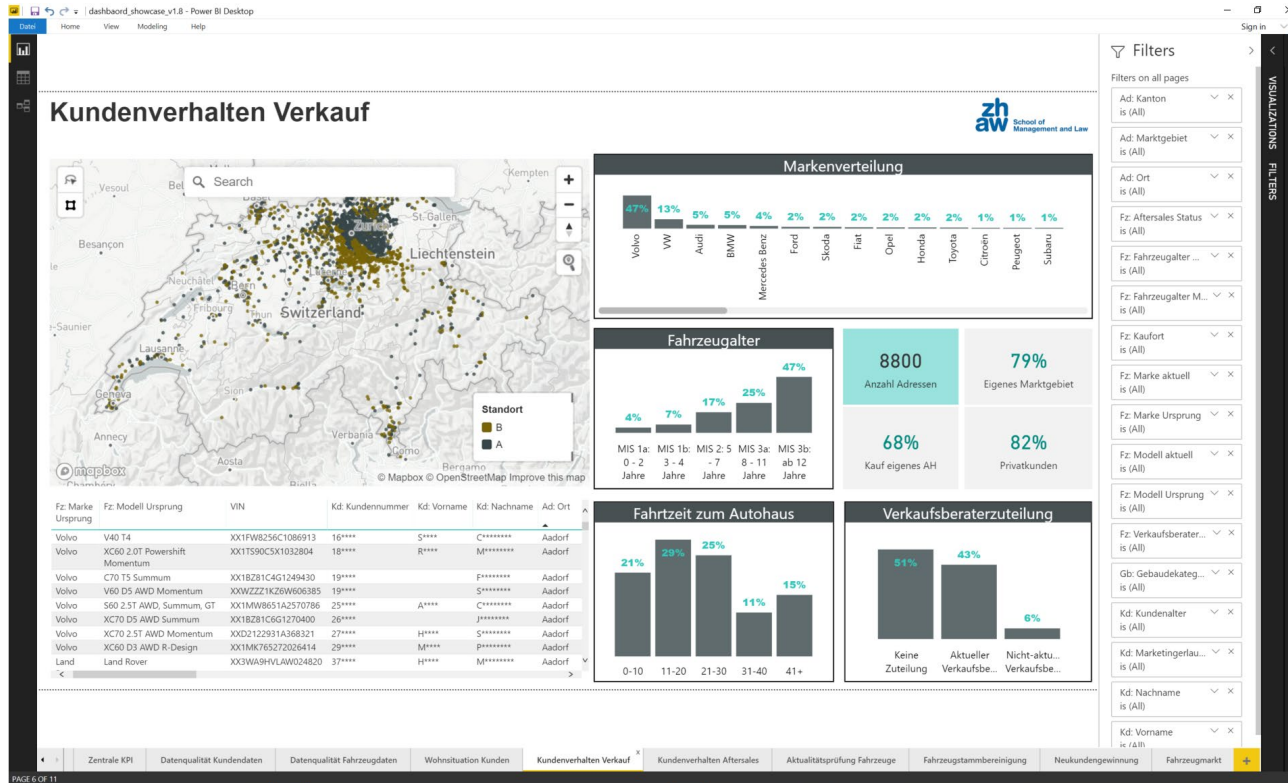 dashbaord_showcase_v1.8 - Power BI Desktop
Datei Home View Modeling Help Sign in
Kundenverhalten Verkauf
zh
aw School of
Management and Law
Search
Vesoul
Kempten
Basel
Zürich
St. Gallen
Besançon
Liechtenstein
Luzern
Neuchâtel
Bern
Fribourg
Thun
Switzerland
-Saunier
Lausanne
Geneva
Sion
Annecy
Verbania
Como
Aosta
Bergamo
Biella
Chambéry
Standort
B
A
mapbox
© Mapbox © OpenStreetMap Improve this map
Markenverteilung
47% 13% 5% 5% 4% 2% 2% 2% 2% 2% 2% 1% 1% 1%
Volvo VW Audi BMW Mercedes Benz Ford Skoda Fiat Opel Honda Toyota Citroën Peugeot Subaru
Fahrzeugalter
4% 7% 17% 25% 47%
MIS 1a: MIS 1b: MIS 2: 5 MIS 3a: MIS 3b:
0 - 2 3 - 4 - 7 8 - 11 ab 12
Jahre Jahre Jahre Jahre Jahre
8800
Anzahl Adressen
79%
Eigenes Marktgebiet
68%
Kauf eigenes AH
82%
Privatkunden
Fz: Marke Fz: Modell Ursprung VIN Kd: Kundennummer Kd: Vorname Kd: Nachname Ad: Ort
Ursprung
Volvo V40 T4 XX1FW8256C1086913 16**** S**** C******** Aadorf
Volvo XC60 2.0T Powershift XX1TS90C5X1032804 18**** R**** M******** Aadorf
Momentum
Volvo C70 T5 Summum XX1BZ81C4G1249430 19**** F******** Aadorf
Volvo V60 D5 AWD Momentum XXWZZZ1KZ6W606385 19**** S******** Aadorf
Volvo S60 2.5T AWD, Summum, GT XX1MW8651A2570786 25**** A**** C******** Aadorf
Volvo XC70 D5 AWD Summum XX1BZ81C6G1270400 26**** J******** Aadorf
Volvo XC70 2.5T AWD Momentum XXD2122931A368321 27**** H**** S******** Aadorf
Volvo XC60 D3 AWD R-Design XX1MK765272026414 29**** M**** P******** Aadorf
Land Land Rover XX3WA9HVLAW024820 37**** H**** M******** Aadorf
Fahrtzeit zum Autohaus
21% 29% 25% 11% 15%
0-10 11-20 21-30 31-40 41+
Verkaufsberaterzuteilung
51% 43% 6%
Keine Aktueller Nicht-aktu...
Zuteilung Verkaufsbe... Verkaufsbe...
Filters
Filters on all pages
Ad: Kanton
is (All)
Ad: Marktgebiet
is (All)
Ad: Ort
is (All)
Fz: Aftersales Status
is (All)
Fz: Fahrzeugalter ...
is (All)
Fz: Fahrzeugalter M...
is (All)
Fz: Kaufort
is (All)
Fz: Marke aktuell
is (All)
Fz: Marke Ursprung
is (All)
Fz: Modell aktuell
is (All)
Fz: Modell Ursprung
is (All)
Fz: Verkaufsberater...
is (All)
Gb: Gebaudekateg...
is (All)
Kd: Kundenalter
is (All)
Kd: Marketingerlau...
is (All)
Kd: Nachname
is (All)
Kd: Vorname
is (All)
VISUALIZATIONS
FILTERS
Zentrale KPI Datenqualität Kundendaten Datenqualität Fahrzeugdaten Wohnsituation Kunden Kundenverhalten Verkauf Kundenverhalten Aftersales Aktualitätsprüfung Fahrzeuge Fahrzeugstammbereinigung Neukundengewinnung Fahrzeugmarkt
PAGE 6 OF 11